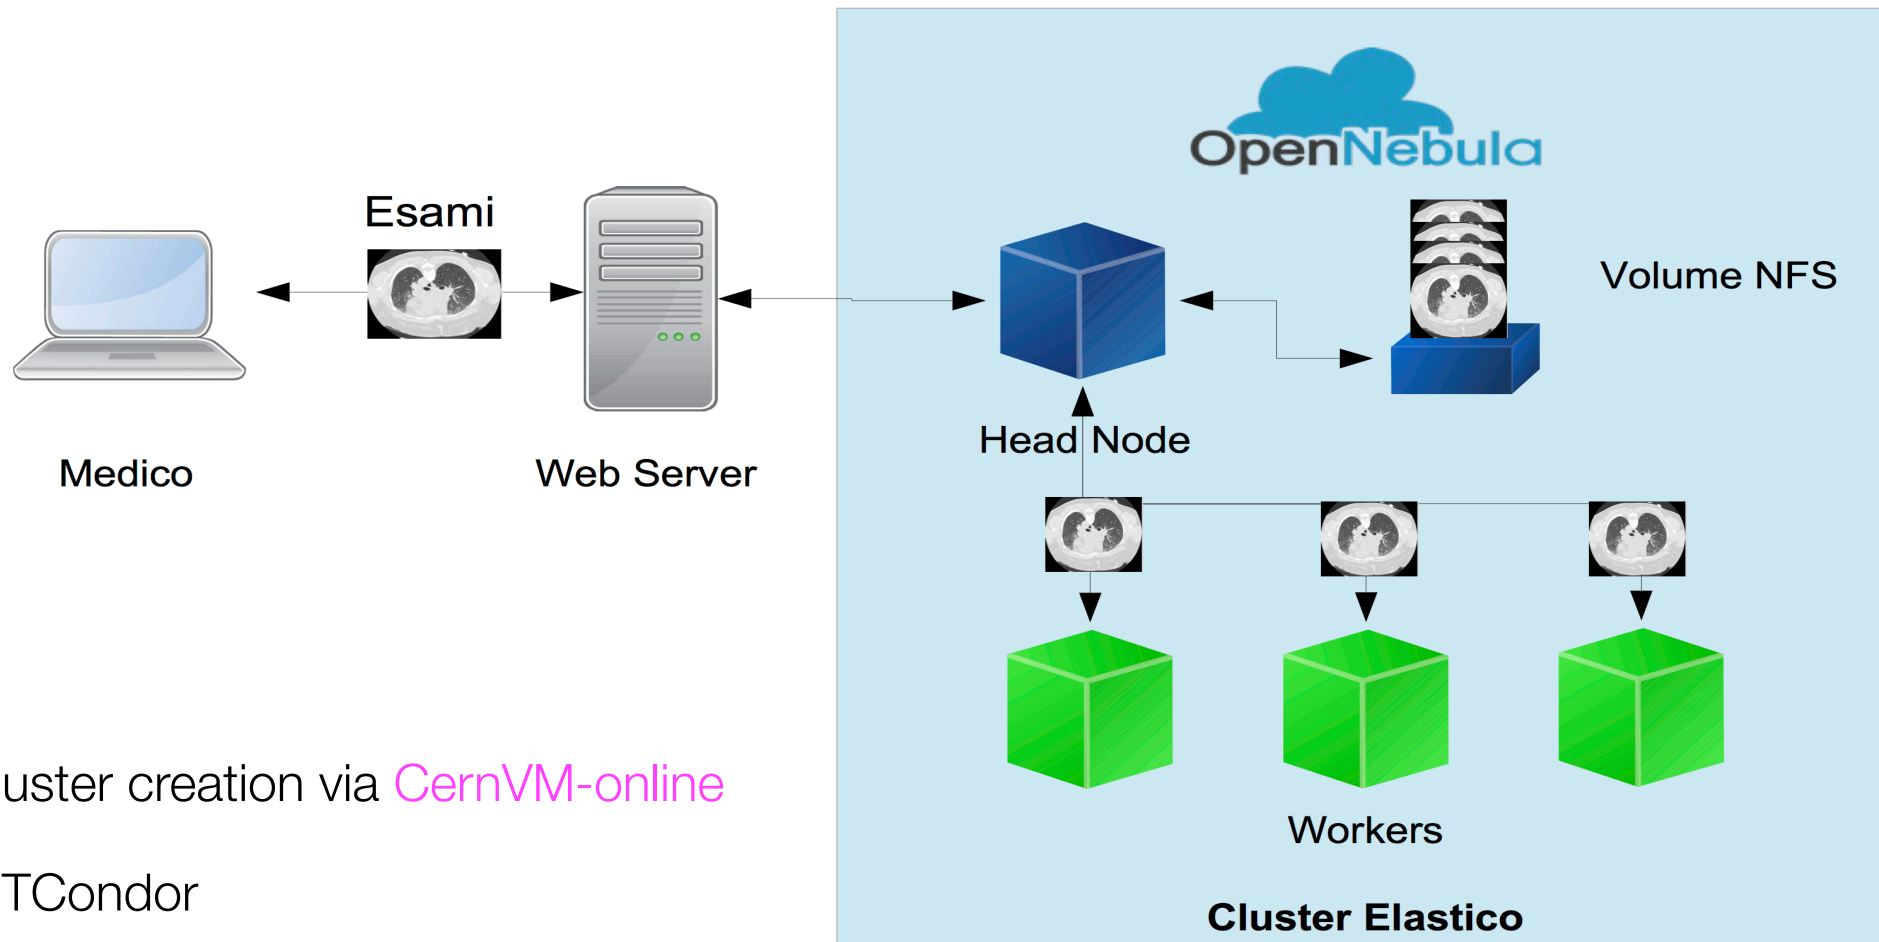 OpenNebula
Esami
Volume NFS
Head Node
Medico
Web Server
uster creation via CernVM-online
Workers
TCondor
Cluster Elastico